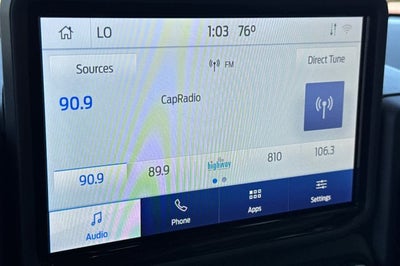 LO 1:03 76°
Sources FM Direct Tune
90.9 CapRadio
90.9 89.9 highway 810 106.3
Audio Phone Apps Settings